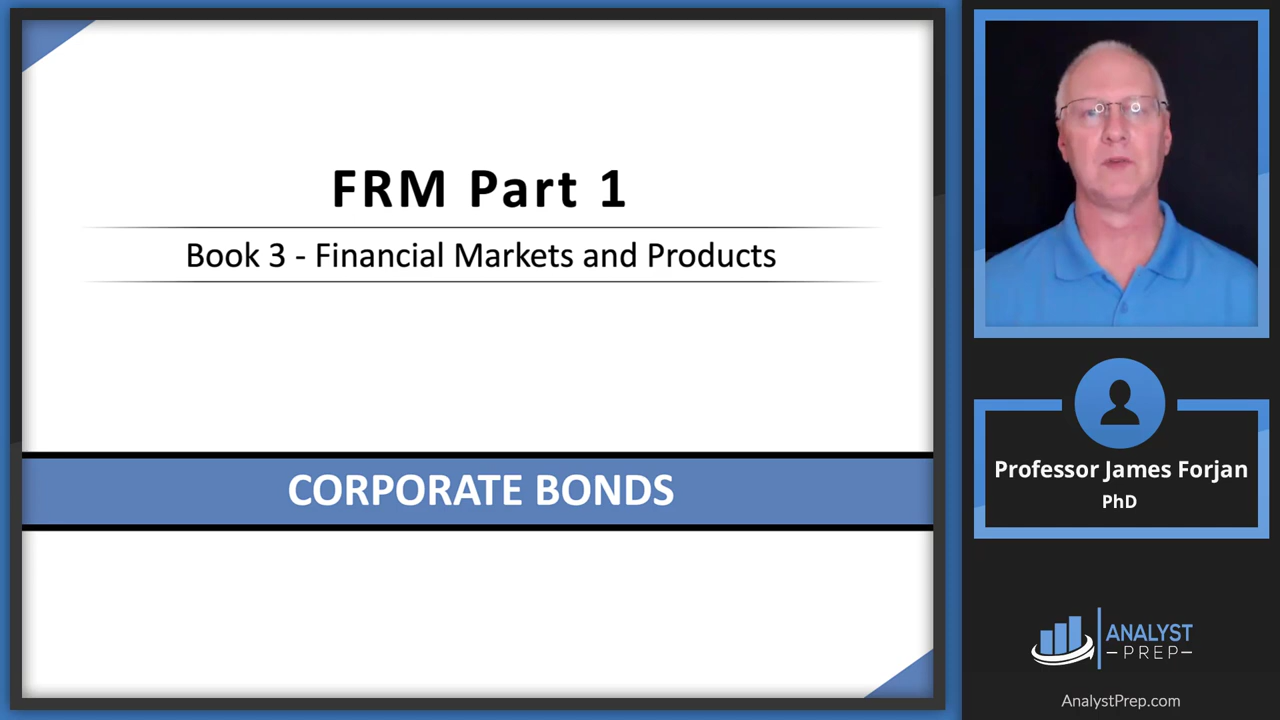 FRM Part 1
Book 3 - Financial Markets and Products
CORPORATE BONDS
Professor James Forjan
PhD
ANALYST
—PREP—
AnalystPrep.com